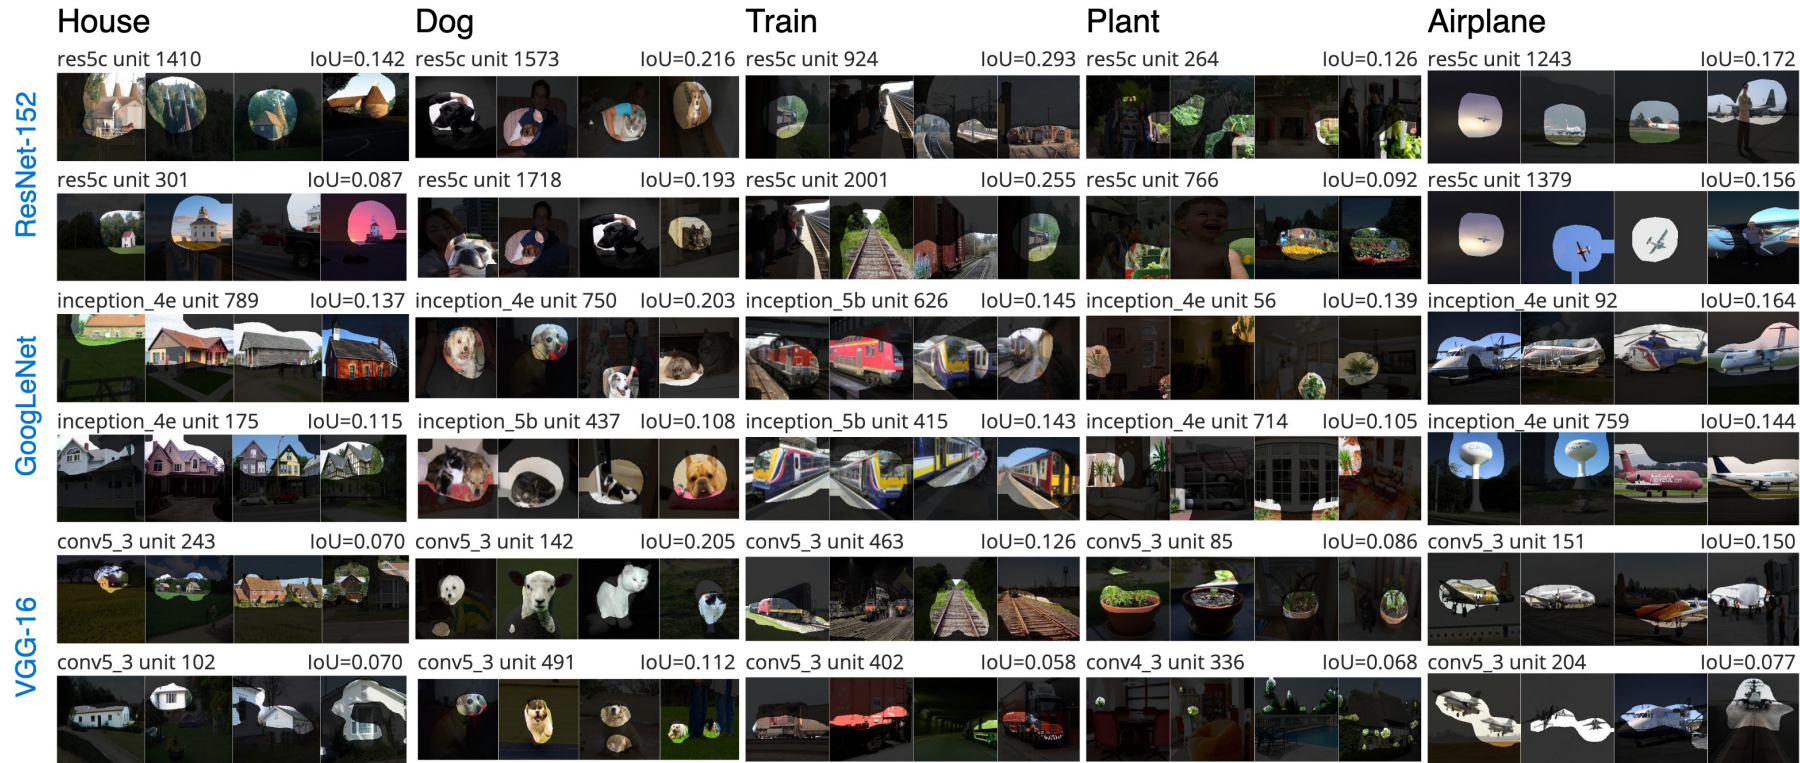 House Dog Train Plant Airplane
ResNet-152
res5c unit 1410 IoU=0.142 res5c unit 1573 IoU=0.216 res5c unit 924 IoU=0.293 res5c unit 264 IoU=0.126 res5c unit 1243 IoU=0.172
res5c unit 301 IoU=0.087 res5c unit 1718 IoU=0.193 res5c unit 2001 IoU=0.255 res5c unit 766 IoU=0.092 res5c unit 1379 IoU=0.156
GoogLeNet
inception_4e unit 789 IoU=0.137 inception_4e unit 750 IoU=0.203 inception_5b unit 626 IoU=0.145 inception_4e unit 56 IoU=0.139 inception_4e unit 92 IoU=0.164
inception_4e unit 175 IoU=0.115 inception_5b unit 437 IoU=0.108 inception_5b unit 415 IoU=0.143 inception_4e unit 714 IoU=0.105 inception_4e unit 759 IoU=0.144
VGG-16
conv5_3 unit 243 IoU=0.070 conv5_3 unit 142 IoU=0.205 conv5_3 unit 463 IoU=0.126 conv5_3 unit 85 IoU=0.086 conv5_3 unit 151 IoU=0.150
conv5_3 unit 102 IoU=0.070 conv5_3 unit 491 IoU=0.112 conv5_3 unit 402 IoU=0.058 conv4_3 unit 336 IoU=0.068 conv5_3 unit 204 IoU=0.077